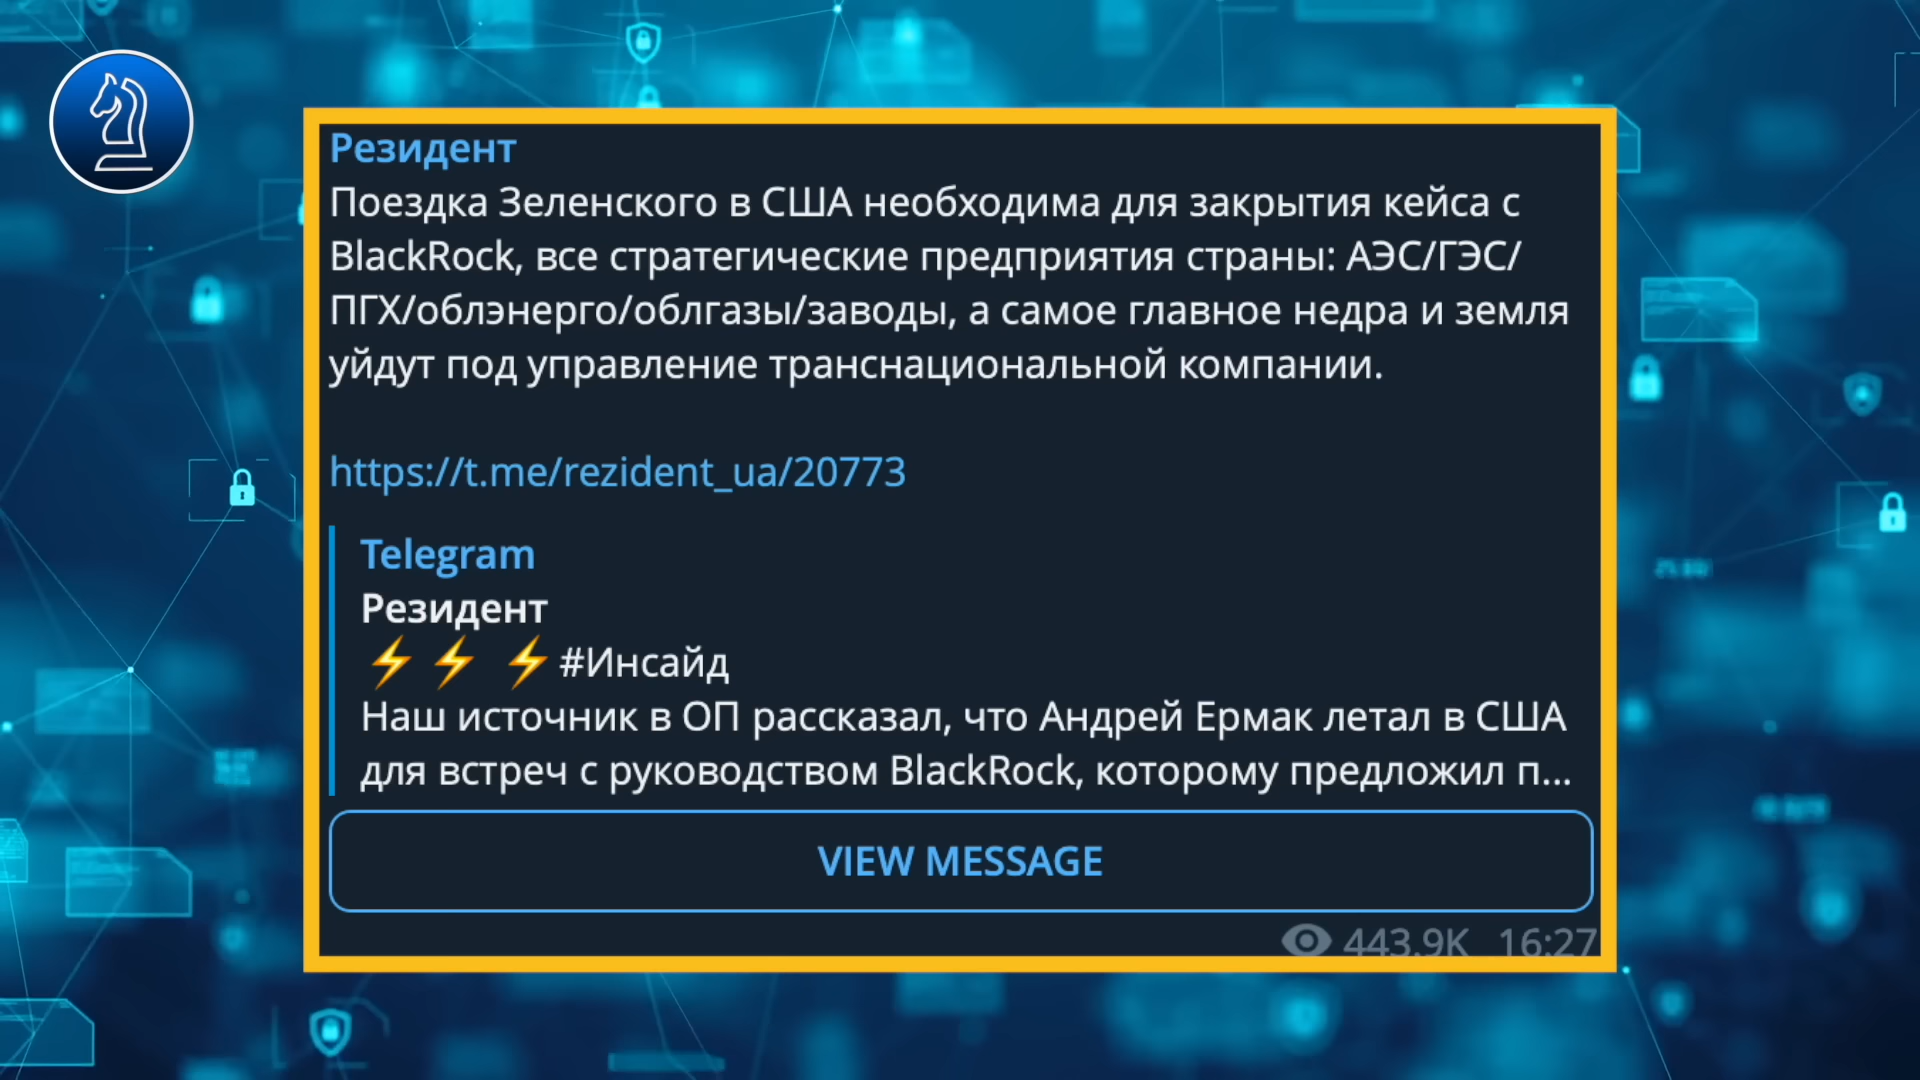 Резидент
Поездка Зеленского в США необходима для закрытия кейса с
BlackRock, все стратегические предприятия страны: АЭС/ГЭС/
ПГХ/облэнерго/облгазы/заводы, а самое главное недра и земля
уйдут под управление транснациональной компании.
https://t.me/rezident_ua/20773
Telegram
Резидент
⚡⚡ ⚡#Инсайд
Наш источник в ОП рассказал, что Андрей Ермак летал в США
для встреч с руководством BlackRock, которому предложил п...
VIEW MESSAGE
443.9K 16:27